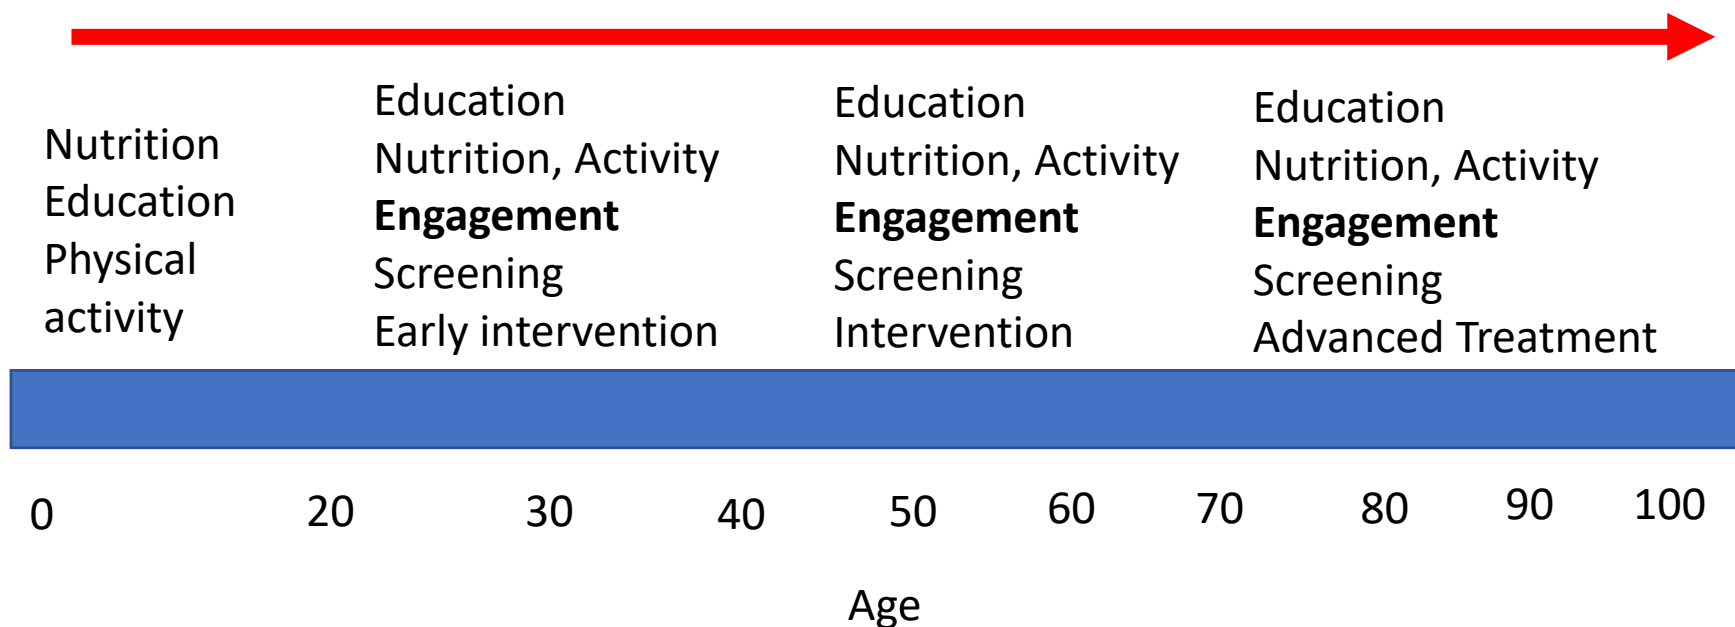 Nutrition
Education
Physical
activity
Education
Nutrition, Activity
Engagement
Screening
Early intervention
Education
Nutrition, Activity
Engagement
Screening
Intervention
Education
Nutrition, Activity
Engagement
Screening
Advanced Treatment
0 20 30 40 50 60 70 80 90 100
Age